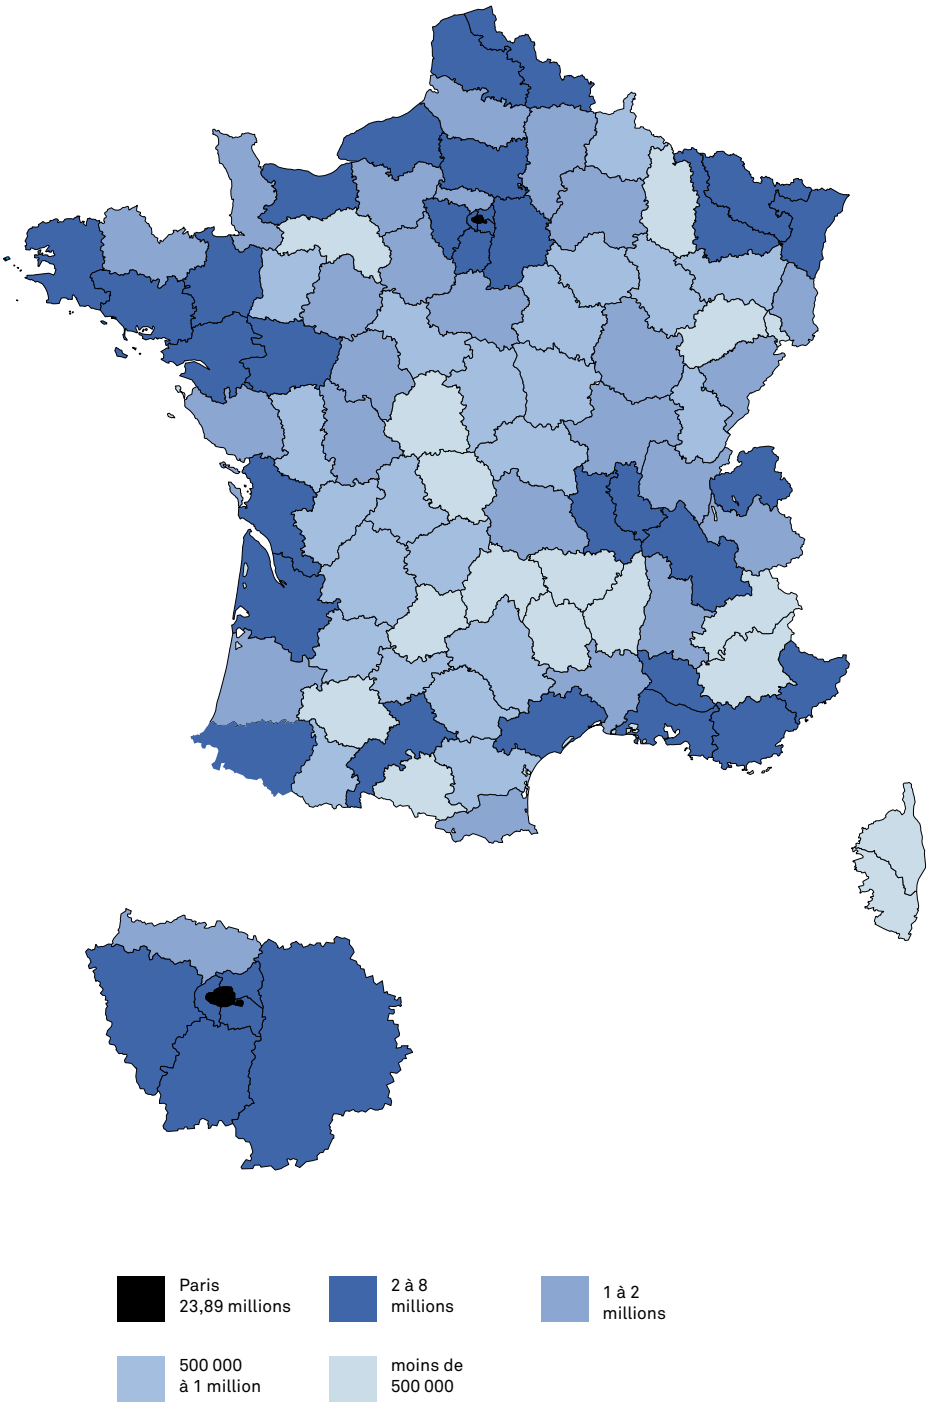 Paris
23,89 millions
2 à 8
millions
1 à 2
millions
500 000
à 1 million
moins de
500 000